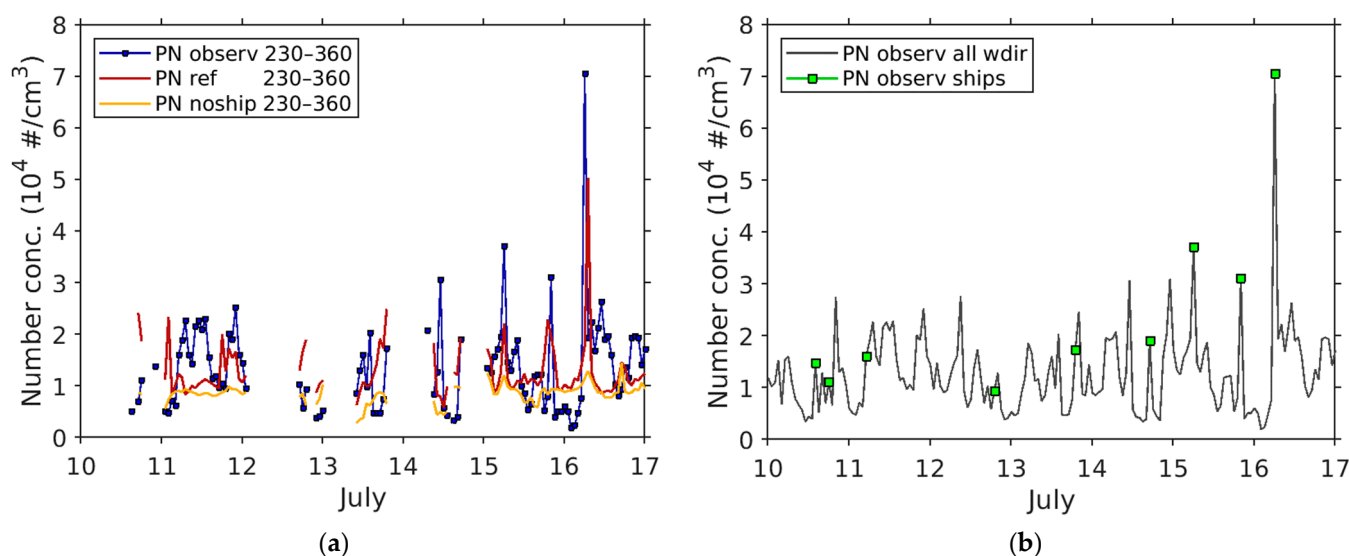 8
7
6
5
4
3
2
1
0
Number conc. (10⁴ #/cm³)
PN observ 230–360
PN ref 230–360
PN noship 230–360
10 11 12 13 14 15 16 17
July
(a)
8
7
6
5
4
3
2
1
0
Number conc. (10⁴ #/cm³)
PN observ all wdir
PN observ ships
10 11 12 13 14 15 16 17
July
(b)